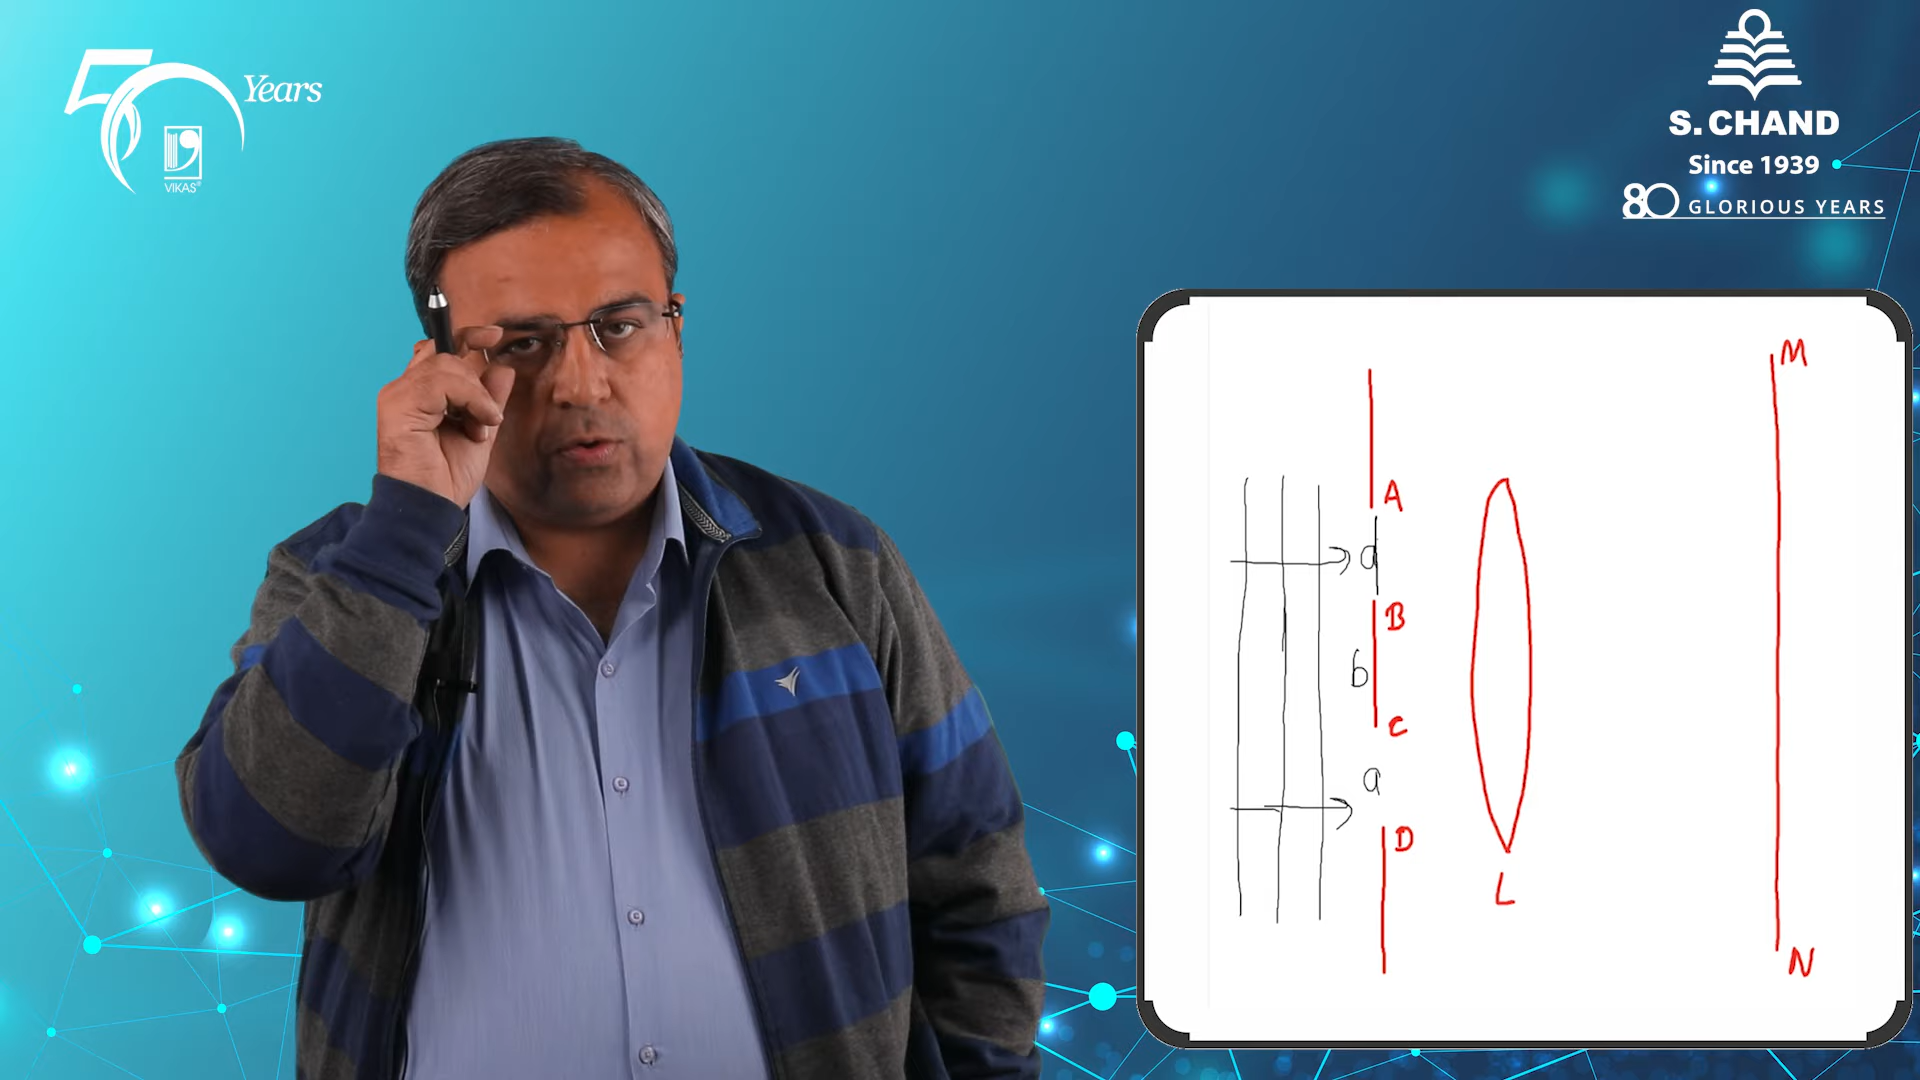 50 Years
VIKAS®
S. CHAND
Since 1939
80 GLORIOUS YEARS
M
A
a
B
b
C
a
D
L
N